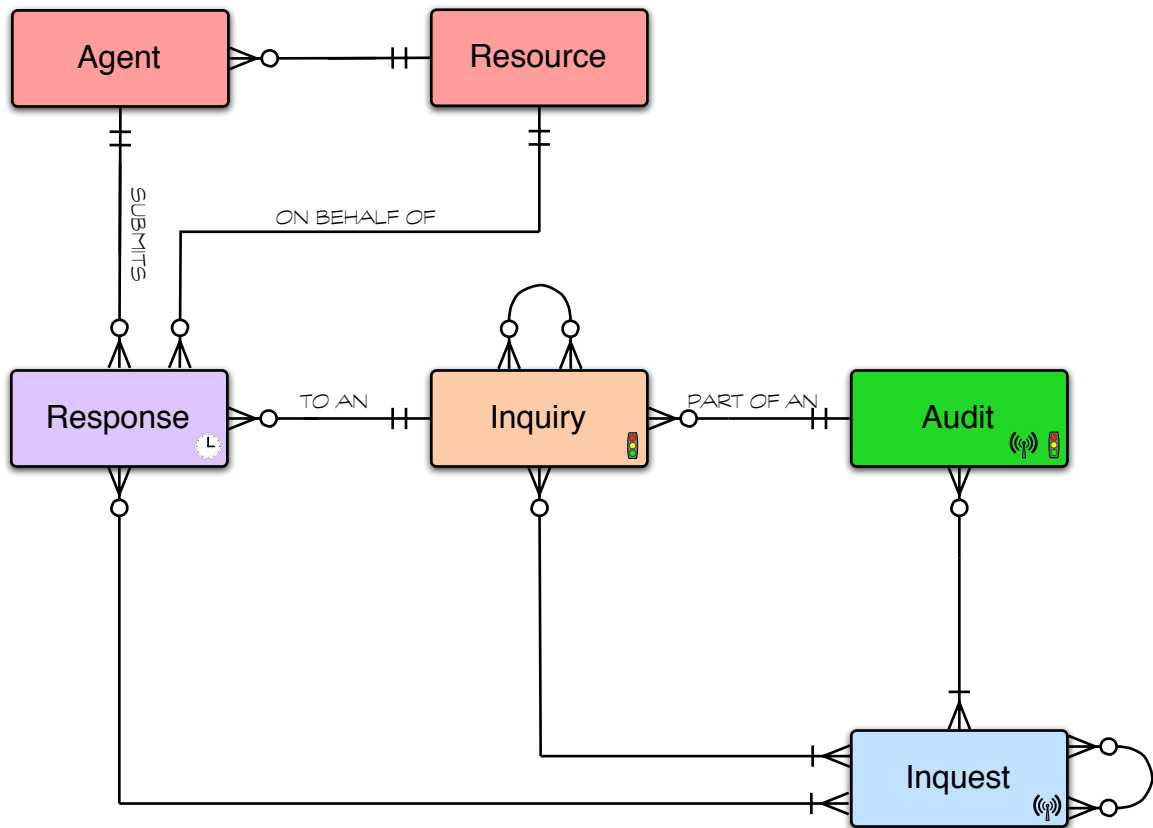 Agent
Resource
SUBMITS
ON BEHALF OF
Response
TO AN
Inquiry
PART OF AN
Audit
Inquest